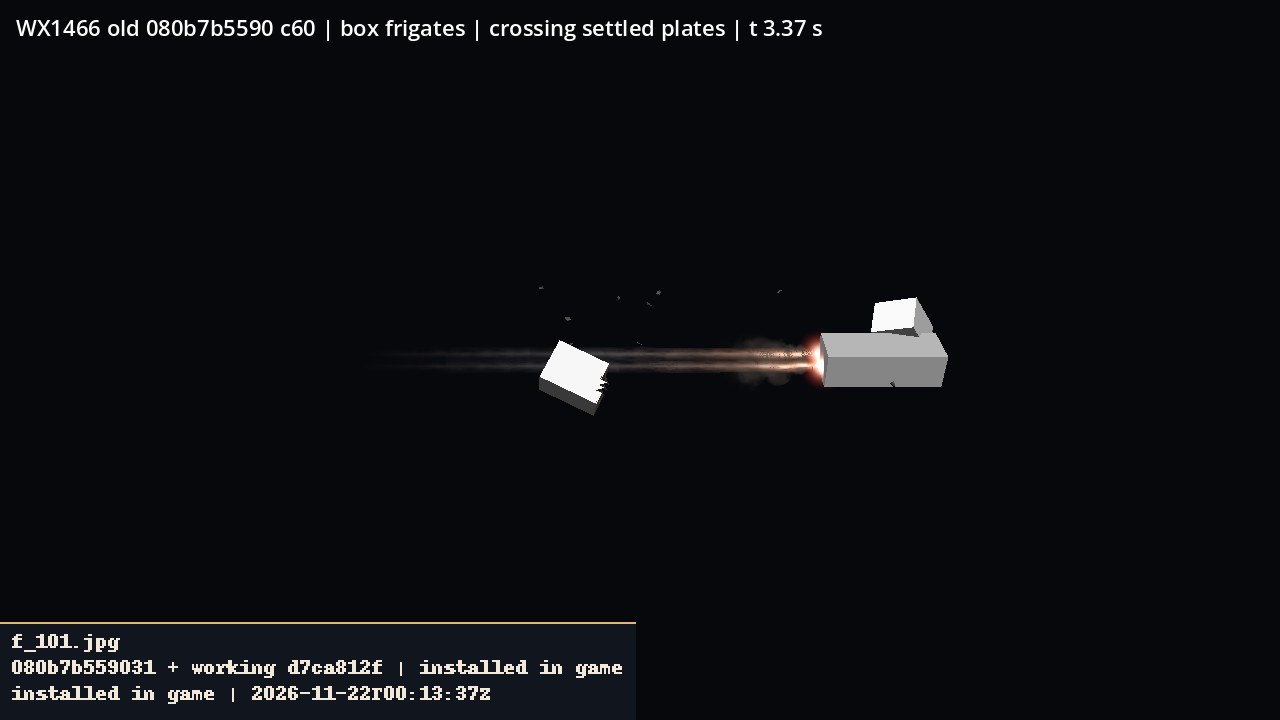 WX1466 old 080b7b5590 c60 | box frigates | crossing settled plates | t 3.37 s
f_101.jpg
080b7b559031 + working d7ca812f | installed in game
installed in game | 2026-11-22T00:13:37Z